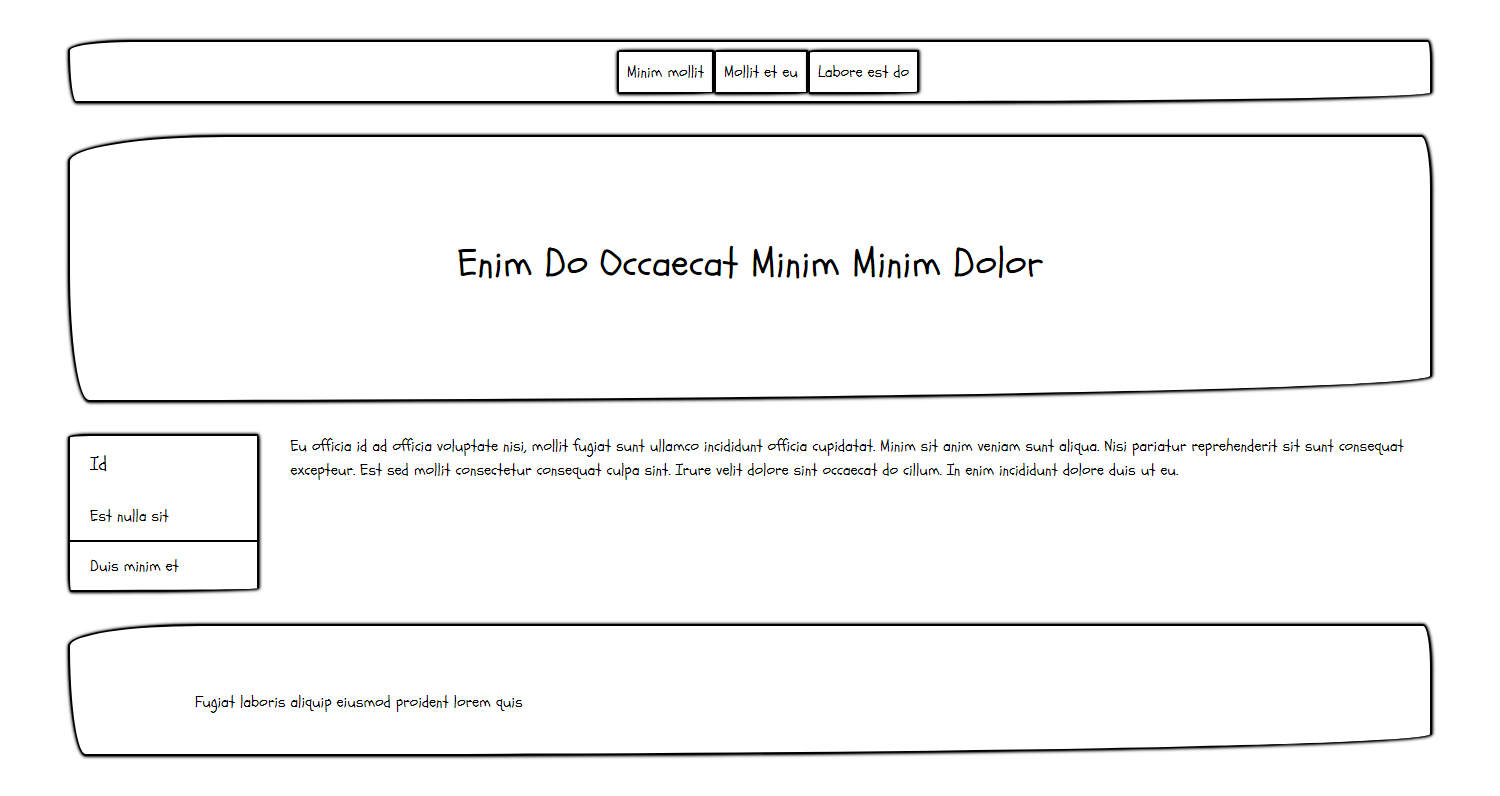 Minim mollit Mollit et eu Labore est do
Enim Do Occaecat Minim Minim Dolor
Id
Est nulla sit
Duis minim et
Eu officia id ad officia voluptate nisi, mollit fugiat sunt ullamco incididunt officia cupidatat. Minim sit anim veniam sunt aliqua. Nisi pariatur reprehenderit sit sunt consequat
excepteur. Est sed mollit consectetur consequat culpa sint. Irure velit dolore sint occaecat do cillum. In enim incididunt dolore duis ut eu.
Fugiat laboris aliquip eiusmod proident lorem quis